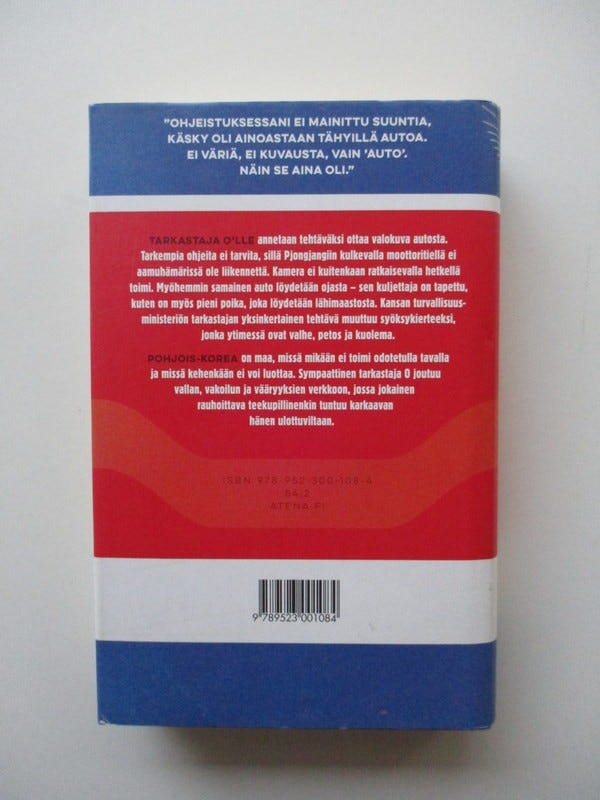 "OHJEISTUKSESSANI EI MAINITTU SUUNTIA,
KÄSKY OLI AINOASTAAN TÄHYILLÄ AUTOA.
EI VÄRIÄ, EI KUVAUSTA, VAIN 'AUTO'.
NÄIN SE AINA OLI."
TARKASTAJA O'LLE annetaan tehtäväksi ottaa valokuva autosta.
Tarkempia ohjeita ei tarvita, sillä Pjongjangiin kulkevalla moottoritiellä ei
aamuhämärissä ole liikennettä. Kamera ei kuitenkaan ratkaisevalla hetkellä
toimi. Myöhemmin samainen auto löydetään ojasta – sen kuljettaja on tapettu,
kuten on myös pieni poika, joka löydetään lähimaastosta. Kansan turvallisuus-
ministeriön tarkastajan yksinkertainen tehtävä muuttuu syöksykierteeksi,
jonka ytimessä ovat valhe, petos ja kuolema.
POHJOIS-KOREA on maa, missä mikään ei toimi odotetulla tavalla
ja missä kehenkään ei voi luottaa. Sympaattinen tarkastaja O joutuu
vallan, vakoilun ja vääryyksien verkkoon, jossa jokainen
rauhoittava teekupillinenkin tuntuu karkaavan
hänen ulottuviltaan.
ISBN 978-952-300-108-4
84.2
ATENA.FI
9 789523 001084